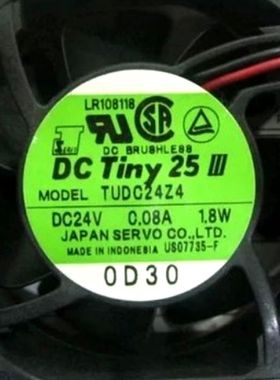 LR108118
DC BRUSHLESS
DC Tiny 25 III
MODEL TUDC24Z4
DC24V 0.08A 1.8W
JAPAN SERVO CO.,LTD.
MADE IN INDONESIA US07735-F
0D30